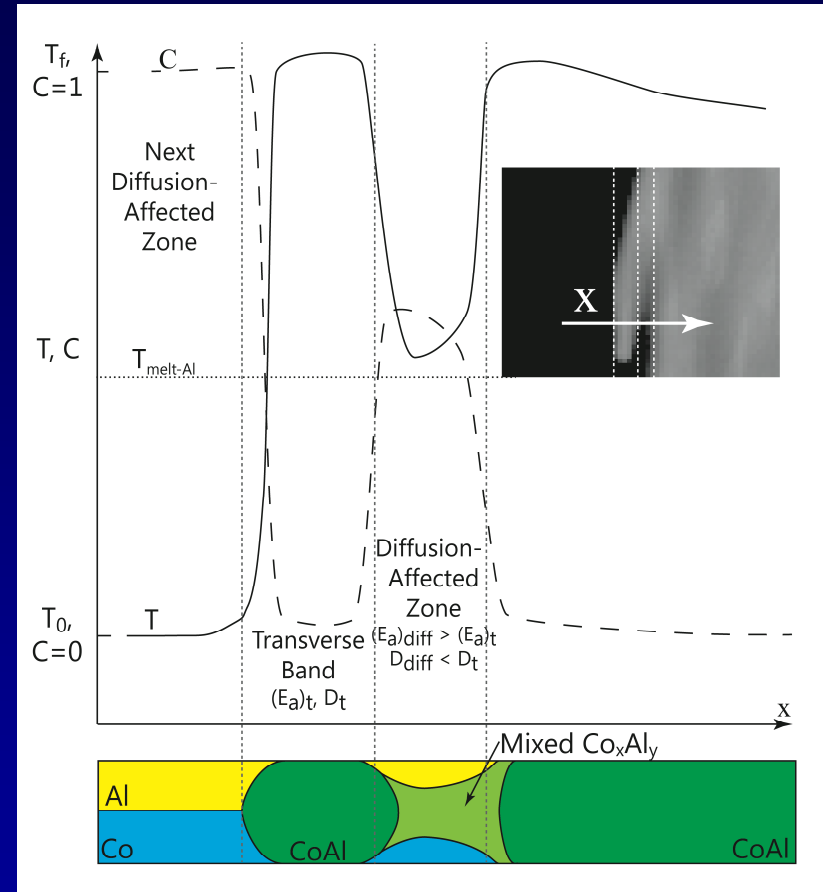 T_f,
C=1
C
Next
Diffusion-
Affected
Zone
X
T, C
T_melt-Al
Diffusion-
Affected
Zone
(E_a)_diff > (E_a)_t
D_diff < D_t
T_0,
C=0
T
Transverse
Band
(E_a)_t, D_t
x
Mixed Co_xAl_y
Al
Co
CoAl
CoAl